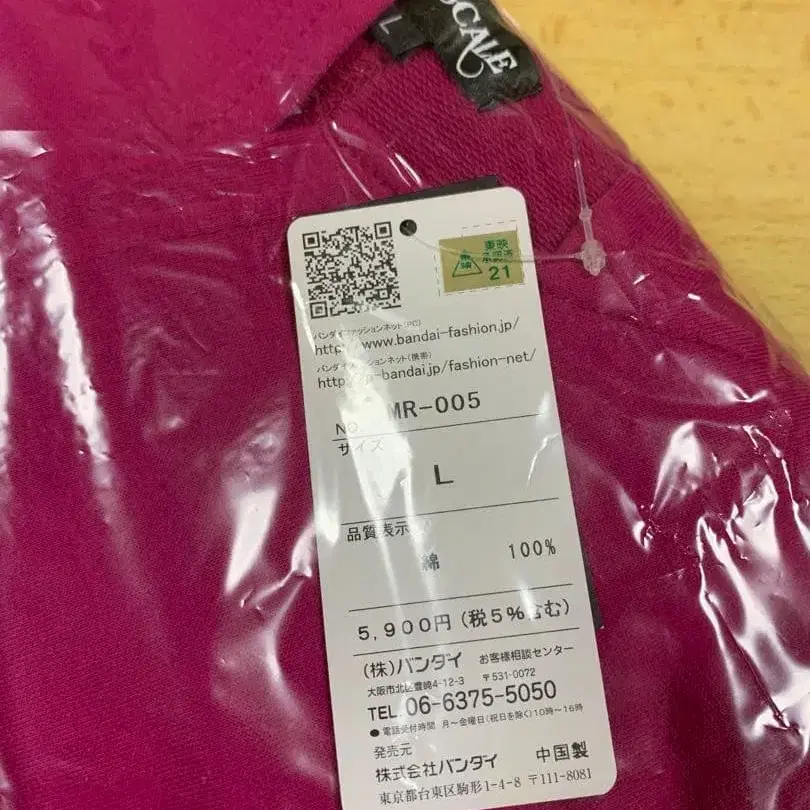 SCALE
L
東映
承認済
21
バンダイファッションネット(PC)
http://www.bandai-fashion.jp/
バンダイファッションネット(携帯)
http://p-bandai.jp/fashion-net/
NO. MR-005
サイズ
L
品質表示
綿 100%
5,900円(税5%含む)
(株)バンダイ お客様相談センター
大阪市北区豊崎4-12-3 〒531-0072
TEL.06-6375-5050
●電話受付時間 月~金曜日(祝日を除く)10時~16時
発売元
株式会社バンダイ 中国製
東京都台東区駒形1-4-8 〒111-8081